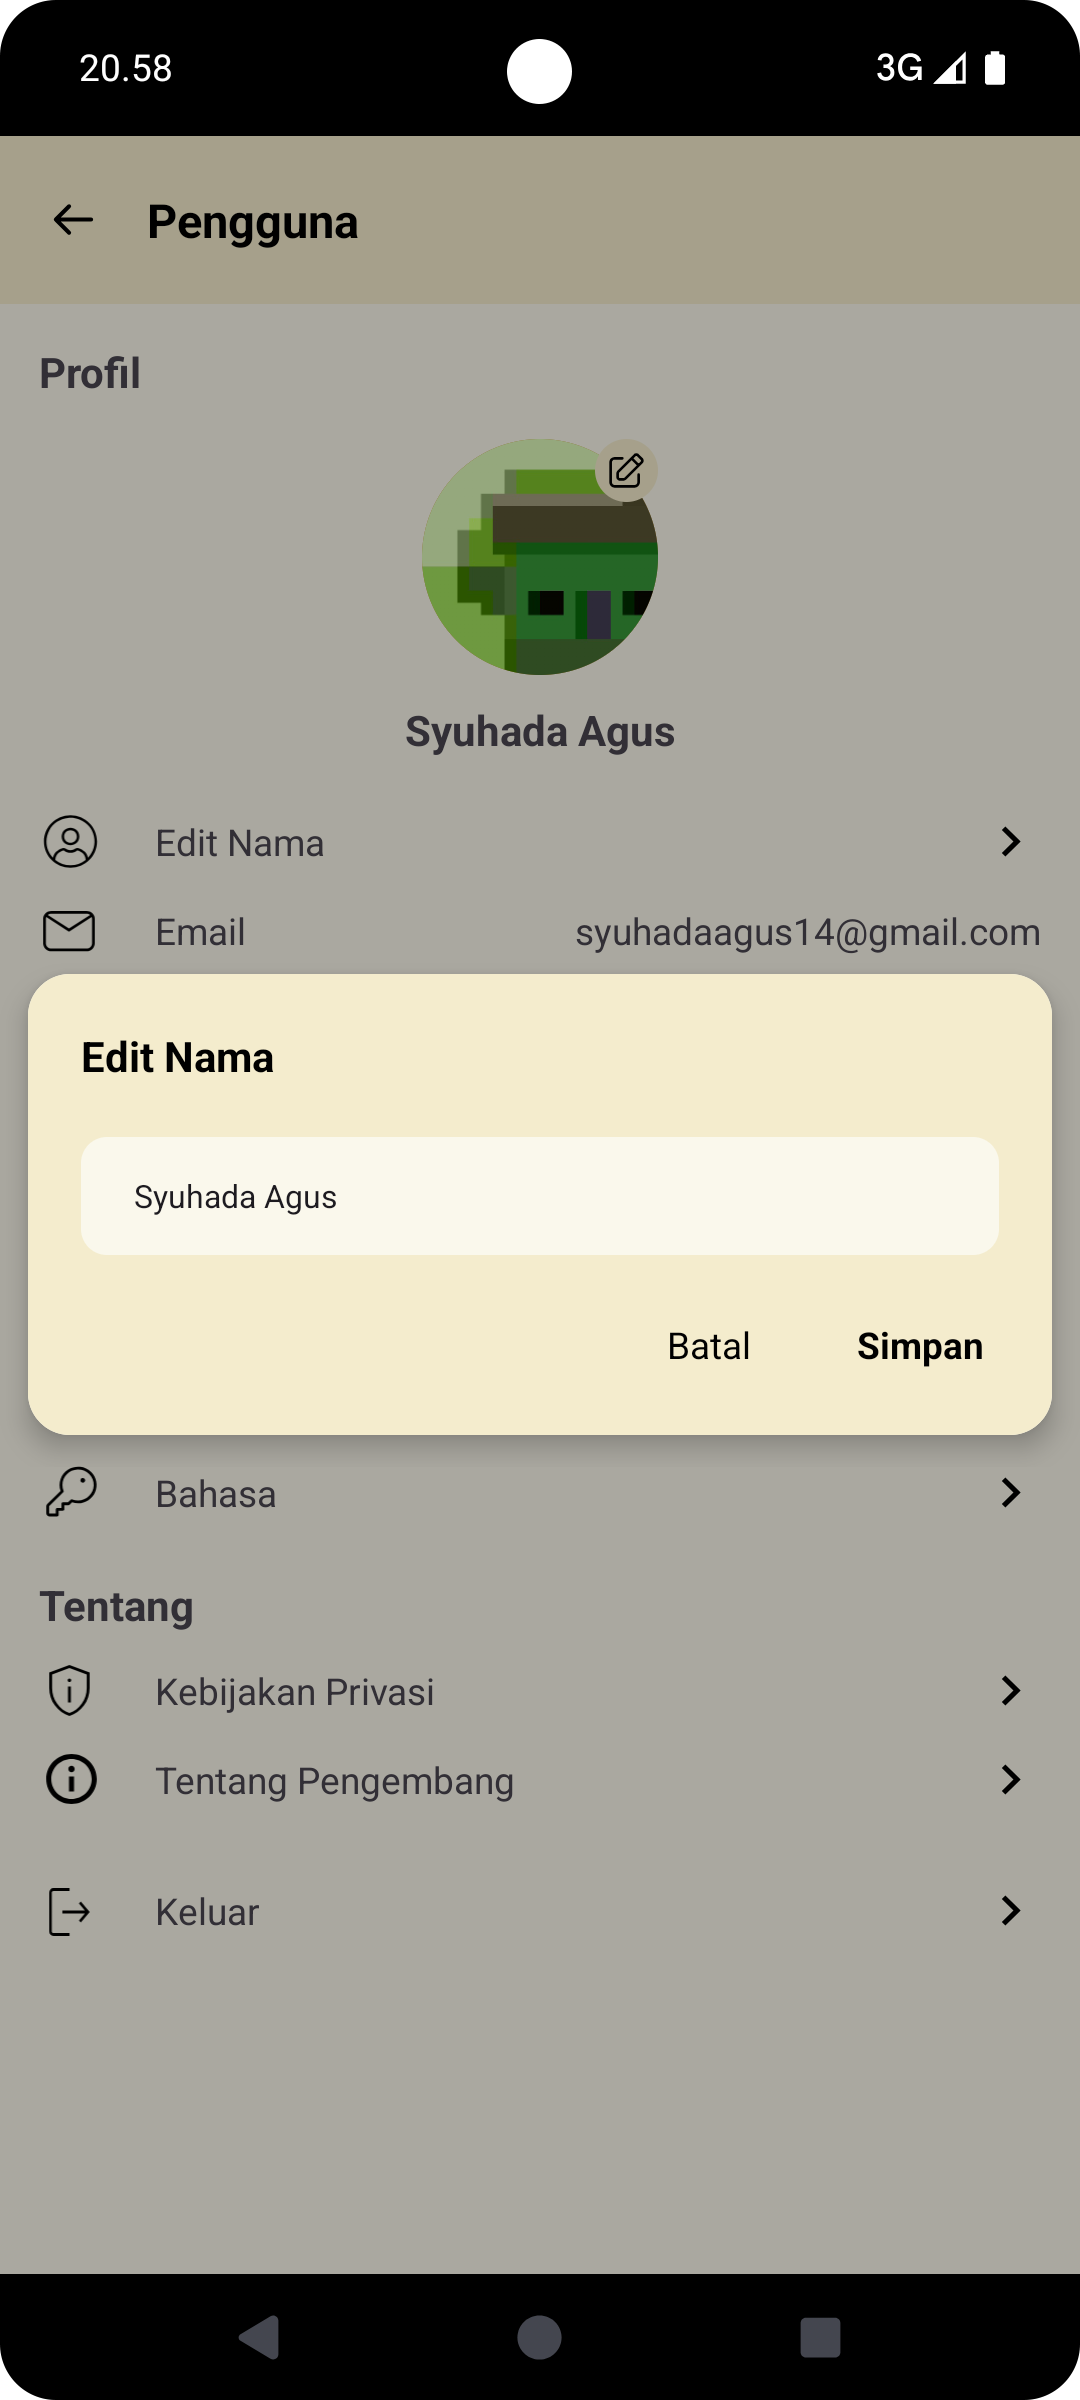 20.58
3G
Pengguna
Profil
Syuhada Agus
Edit Nama
Email syuhadaagus14@gmail.com
Edit Nama
Syuhada Agus
Batal Simpan
Bahasa
Tentang
Kebijakan Privasi
Tentang Pengembang
Keluar